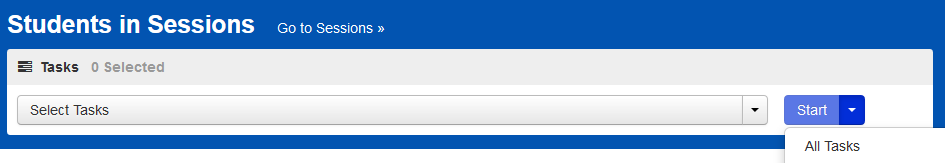 Students in Sessions Go to Sessions »
Tasks 0 Selected
Select Tasks Start
All Tasks